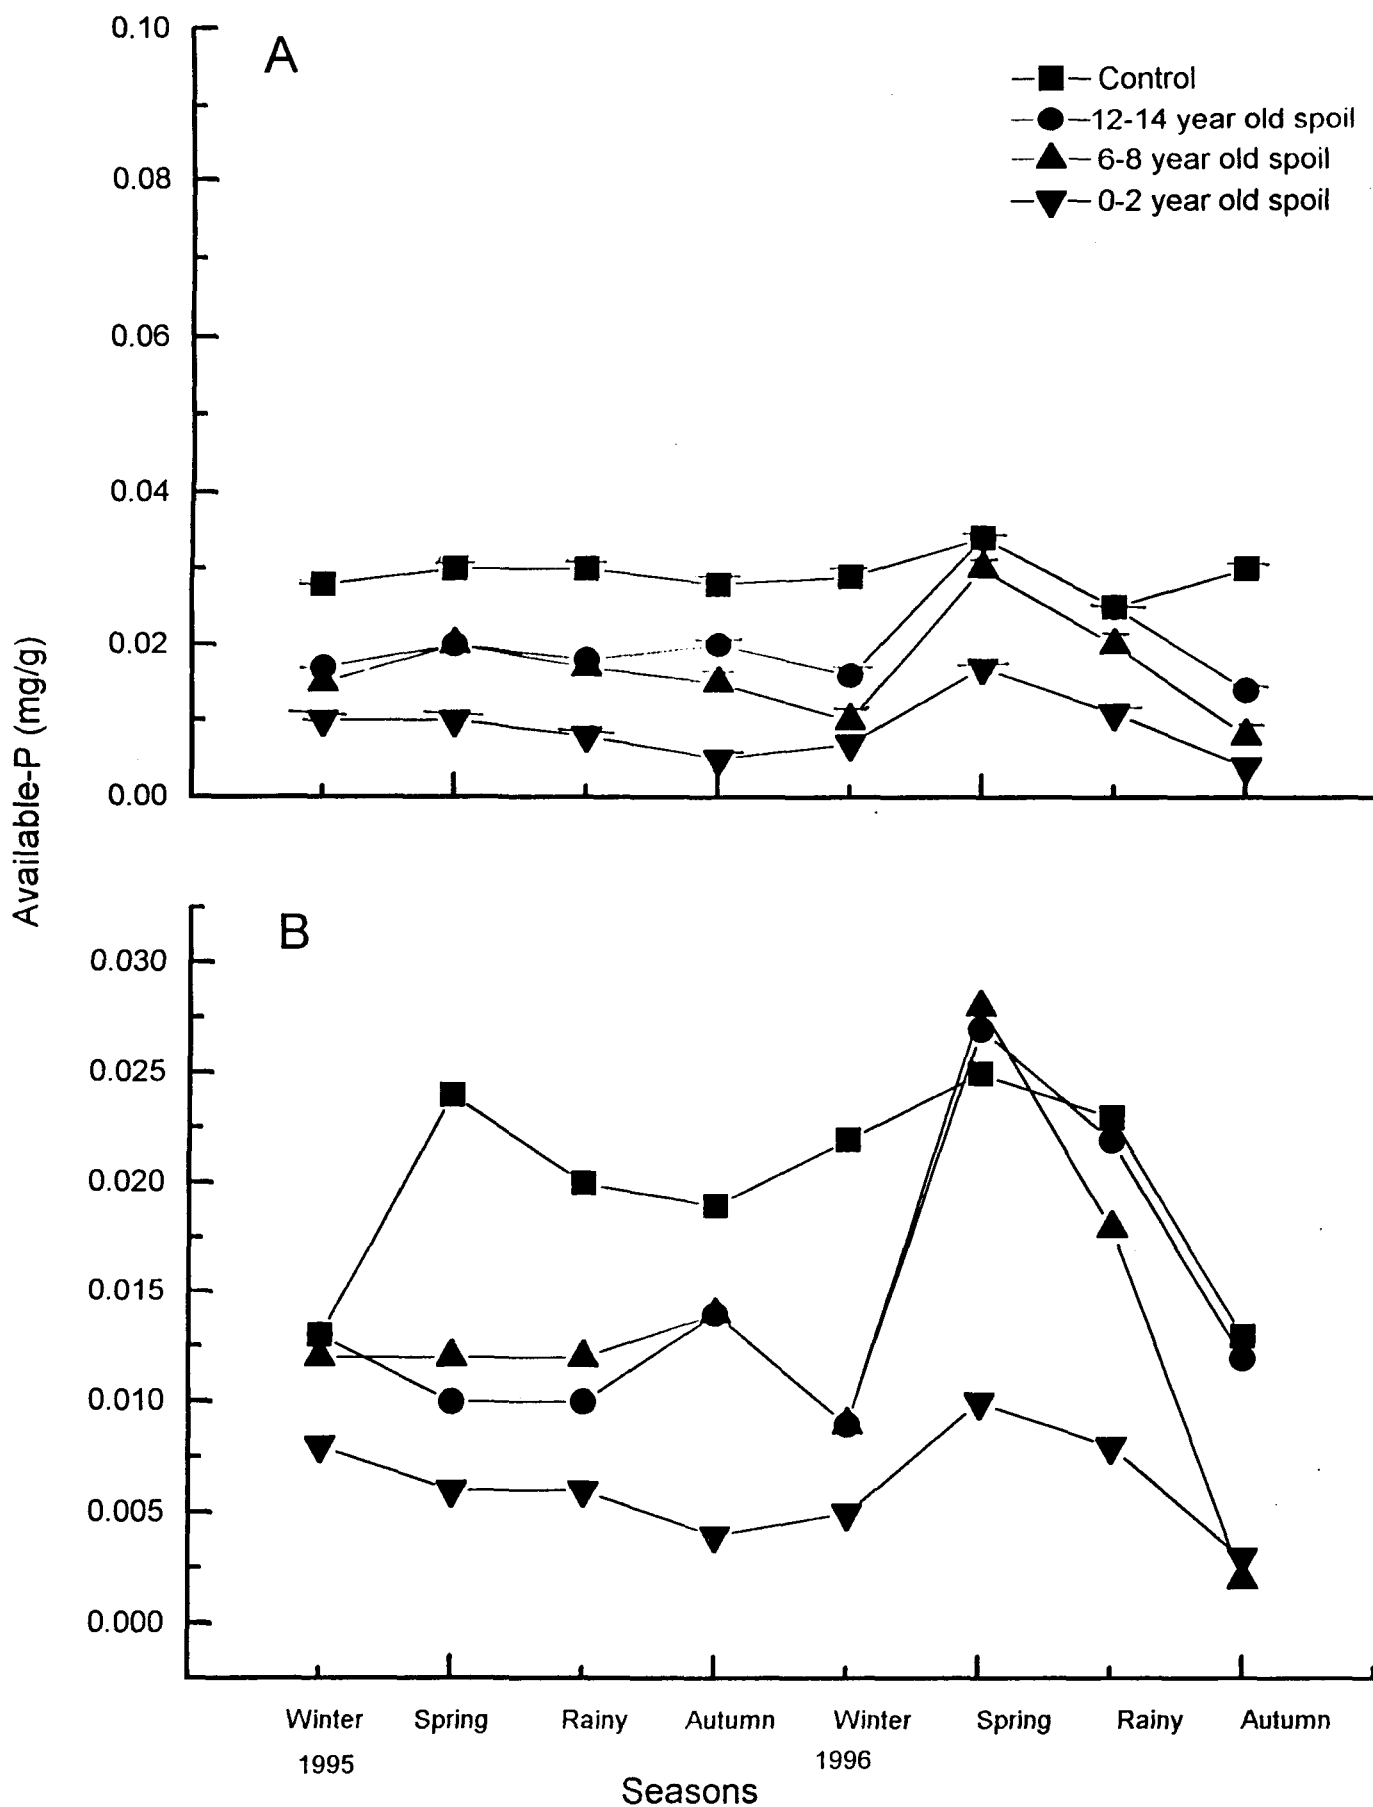 A
Control
12-14 year old spoil
6-8 year old spoil
0-2 year old spoil
0.10
0.08
0.06
0.04
0.02
0.00
Available-P (mg/g)
B
0.030
0.025
0.020
0.015
0.010
0.005
0.000
Winter Spring Rainy Autumn Winter Spring Rainy Autumn
1995 1996
Seasons